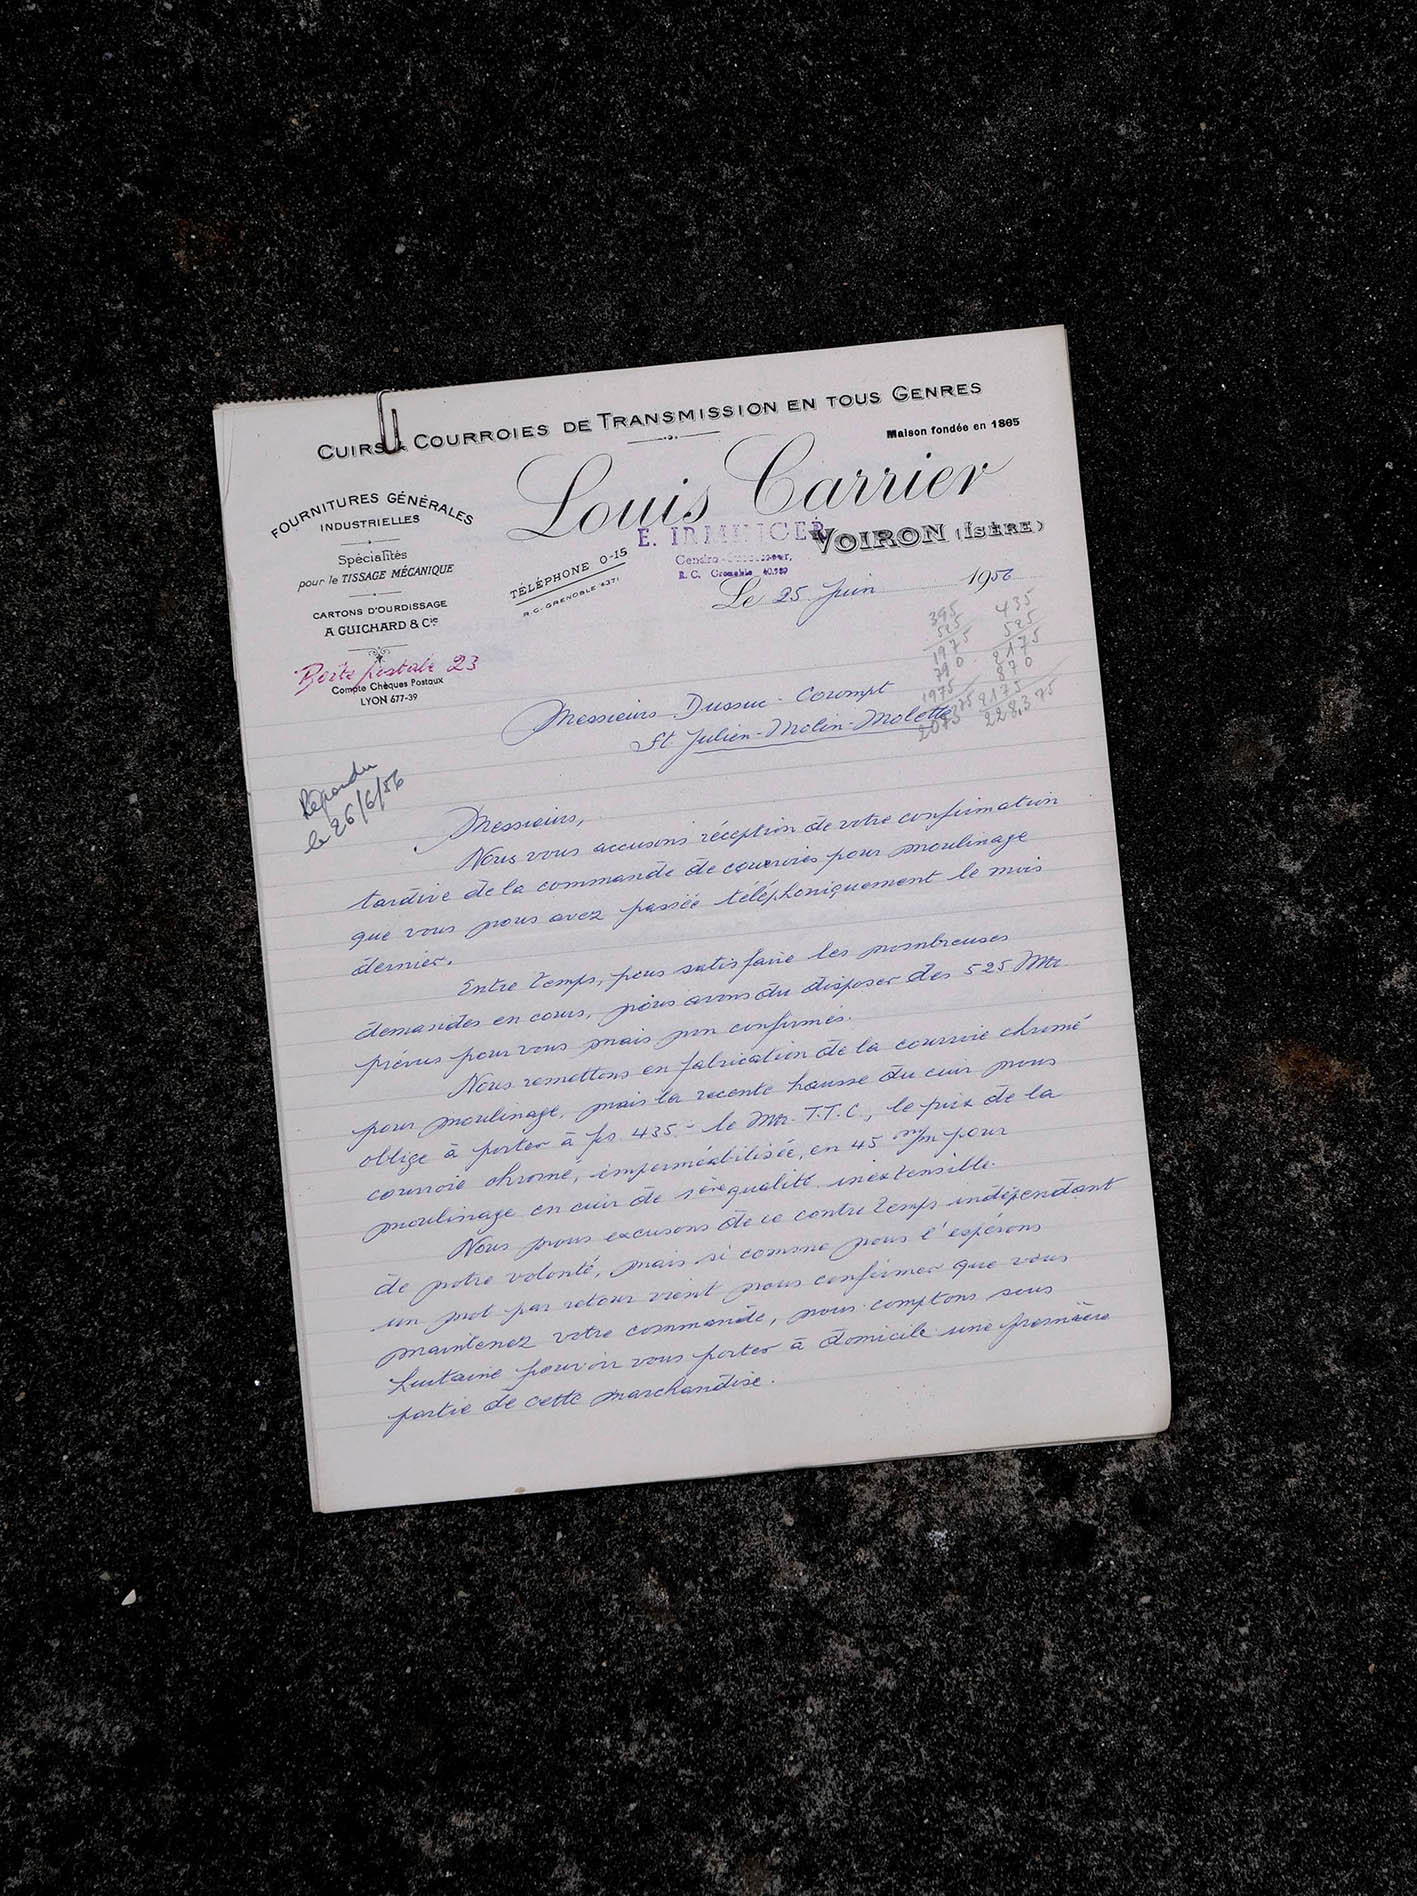 CUIRS & COURROIES DE TRANSMISSION EN TOUS GENRES
Maison fondée en 1865
Louis Carrier
FOURNITURES GÉNÉRALES
INDUSTRIELLES
Spécialités
pour le TISSAGE MÉCANIQUE
CARTONS D'OURDISSAGE
A GUICHARD & Cie
Boîte postale 23
Compte Chèques Postaux
LYON 677-39
TÉLÉPHONE 0-15
R.C. GRENOBLE 4371
E. IRMINGER
Gendre Successeur,
R. C. Grenoble 40.989
VOIRON (ISÈRE)
Le 25 Juin 1956
395 435
525 525
1975 2175
790 870
1975 2175
2073 228,375
Messieurs Dussuc-Corompt
St Julien-Molin-Molette
Répondu
le 26/6/56
Messieurs,
Nous vous accusons réception de votre confirmation
tardive de la commande de courroies pour moulinage
que vous nous avez passée téléphoniquement le mois
dernier.
Entre temps, pour satisfaire les nombreuses
demandes en cours, nous avons du disposer des 525 Mtr
prévus pour vous mais non confirmés.
Nous remettons en fabrication de la courroie chromé
pour moulinage, mais la recente hausse du cuir nous
oblige à porter à frs 435.- le Mtr. T.T.C., le prix de la
courroie chrome, imperméabilisée, en 45 m/m pour
moulinage en cuir de 1ère qualité inextensible.
Nous nous excusons de ce contre temps indépendant
de notre volonté, mais si comme nous l'espérons
un mot par retour vient nous confirmer que vous
maintenez votre commande, nous comptons sous
huitaine pouvoir vous porter à domicile une première
partie de cette marchandise.